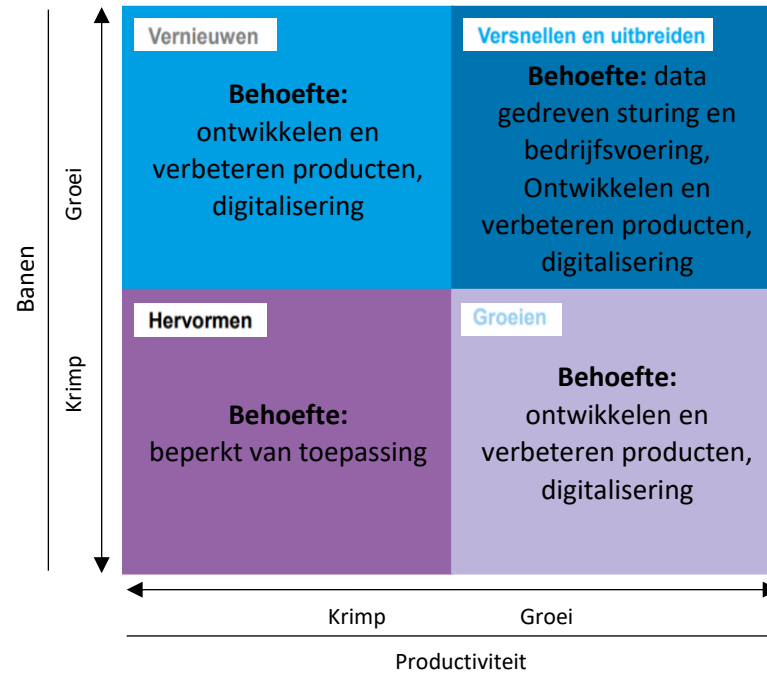 Vernieuwen
Behoefte:
ontwikkelen en
verbeteren producten,
digitalisering
Versnellen en uitbreiden
Behoefte: data
gedreven sturing en
bedrijfsvoering,
Ontwikkelen en
verbeteren producten,
digitalisering
Banen
Groei
Krimp
Hervormen
Behoefte:
beperkt van toepassing
Groeien
Behoefte:
ontwikkelen en
verbeteren producten,
digitalisering
Krimp
Groei
Productiviteit